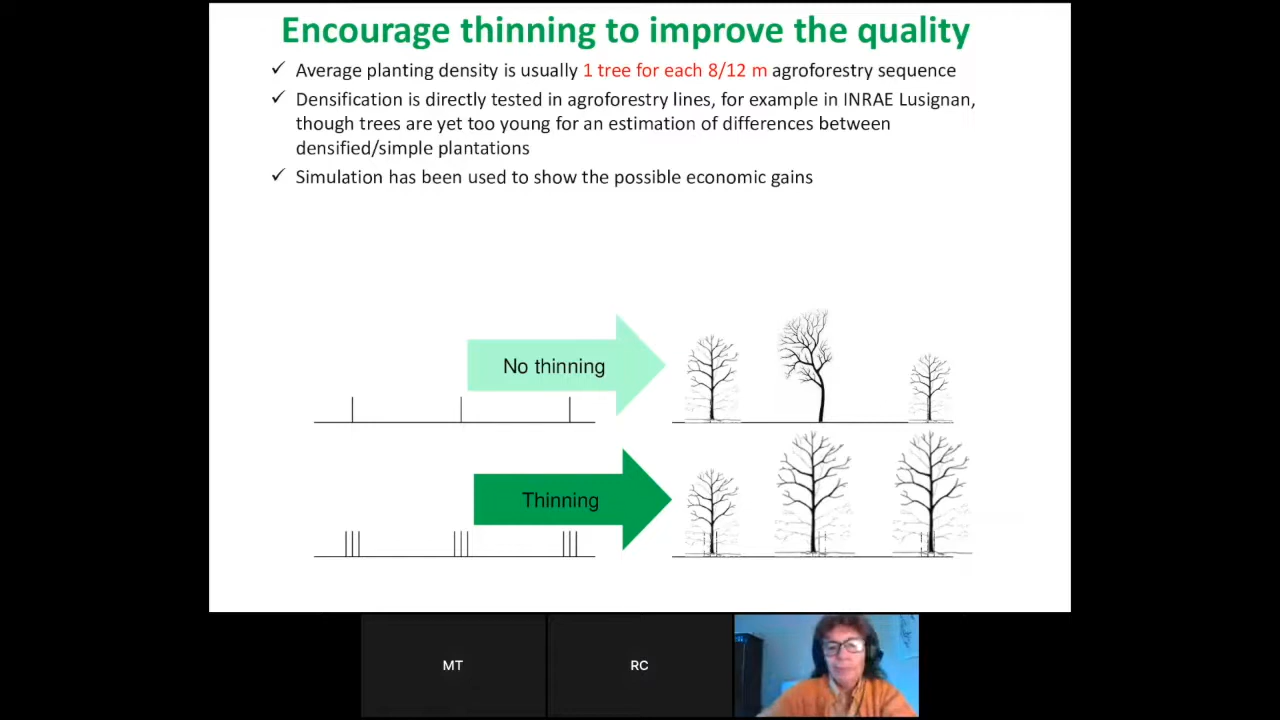 Encourage thinning to improve the quality
✓ Average planting density is usually 1 tree for each 8/12 m agroforestry sequence
✓ Densification is directly tested in agroforestry lines, for example in INRAE Lusignan,
though trees are yet too young for an estimation of differences between
densified/simple plantations
✓ Simulation has been used to show the possible economic gains
No thinning
Thinning
MT
RC